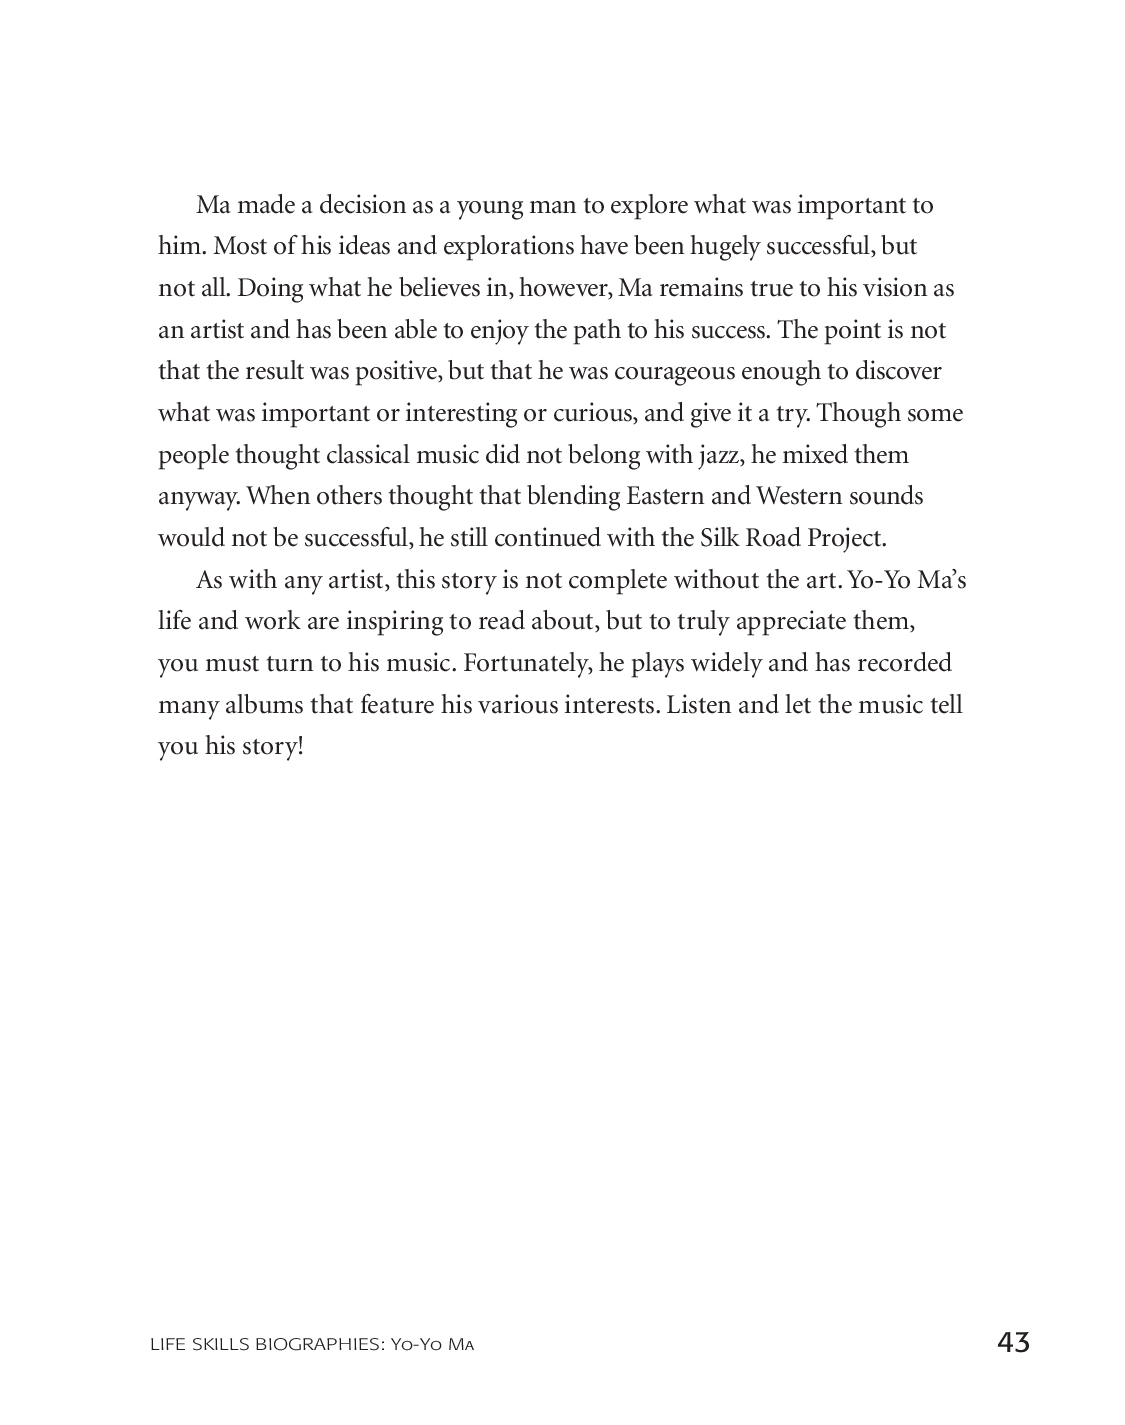 Ma made a decision as a young man to explore what was important to
him. Most of his ideas and explorations have been hugely successful, but
not all. Doing what he believes in, however, Ma remains true to his vision as
an artist and has been able to enjoy the path to his success. The point is not
that the result was positive, but that he was courageous enough to discover
what was important or interesting or curious, and give it a try. Though some
people thought classical music did not belong with jazz, he mixed them
anyway. When others thought that blending Eastern and Western sounds
would not be successful, he still continued with the Silk Road Project.
As with any artist, this story is not complete without the art. Yo-Yo Ma’s
life and work are inspiring to read about, but to truly appreciate them,
you must turn to his music. Fortunately, he plays widely and has recorded
many albums that feature his various interests. Listen and let the music tell
you his story!
LIFE SKILLS BIOGRAPHIES: Yo-Yo Ma
43